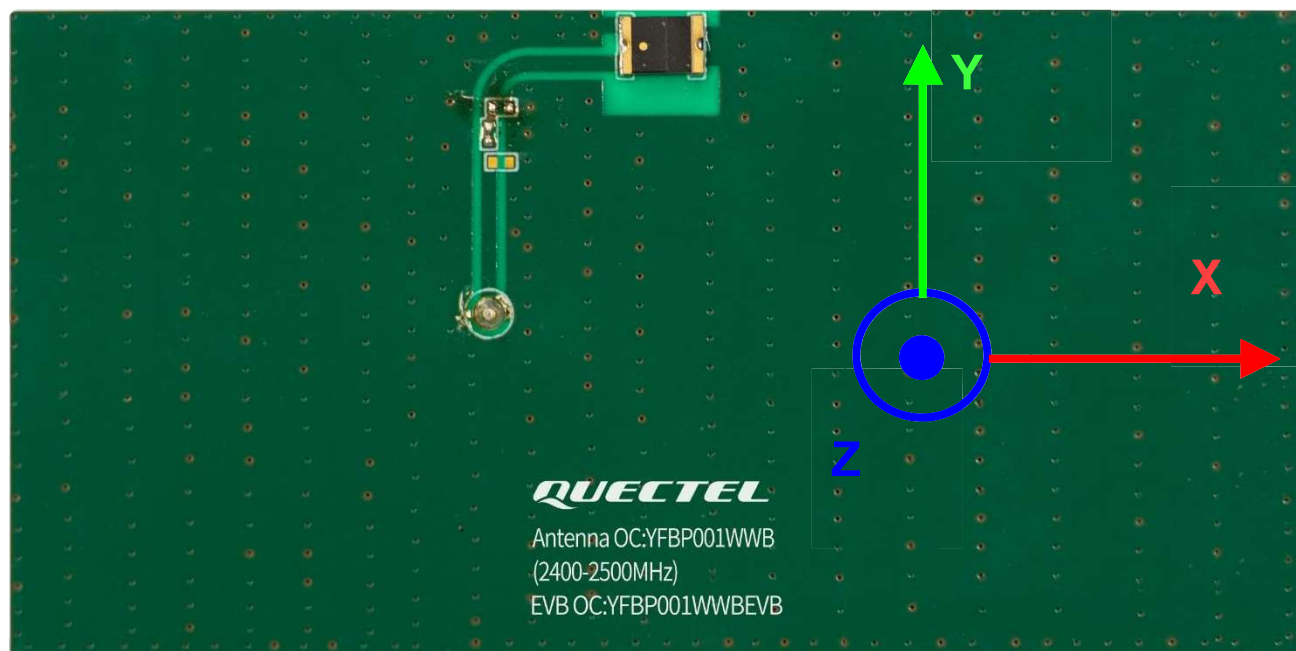 Y
X
Z
QUECTEL
Antenna OC:YFBP001WWB
(2400-2500MHz)
EVB OC:YFBP001WWBEVB